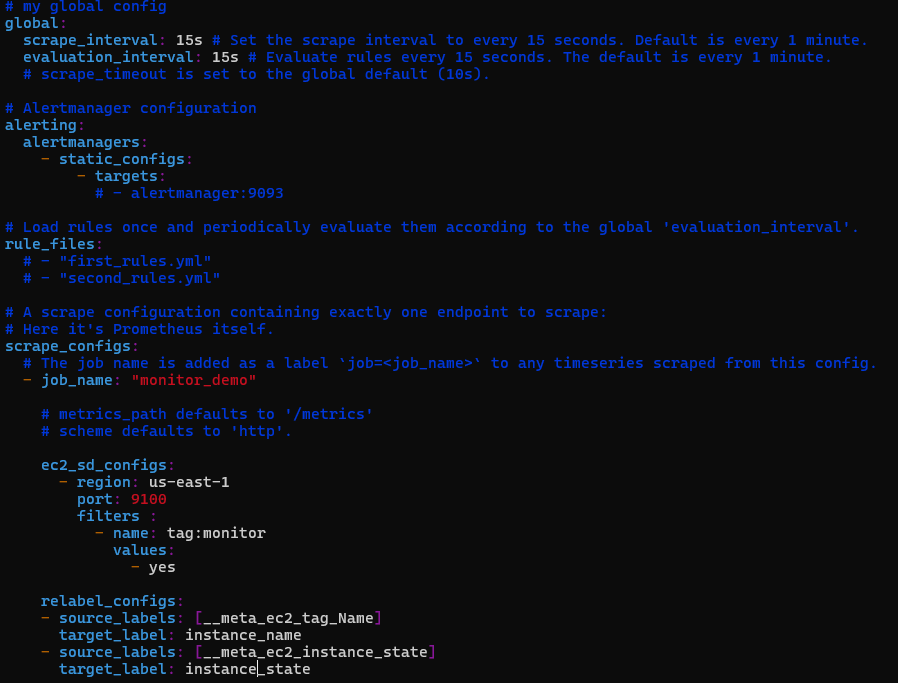 # my global config
global:
  scrape_interval: 15s # Set the scrape interval to every 15 seconds. Default is every 1 minute.
  evaluation_interval: 15s # Evaluate rules every 15 seconds. The default is every 1 minute.
  # scrape_timeout is set to the global default (10s).

# Alertmanager configuration
alerting:
  alertmanagers:
    - static_configs:
        - targets:
          # - alertmanager:9093

# Load rules once and periodically evaluate them according to the global 'evaluation_interval'.
rule_files:
  # - "first_rules.yml"
  # - "second_rules.yml"

# A scrape configuration containing exactly one endpoint to scrape:
# Here it's Prometheus itself.
scrape_configs:
  # The job name is added as a label `job=<job_name>` to any timeseries scraped from this config.
  - job_name: "monitor_demo"

    # metrics_path defaults to '/metrics'
    # scheme defaults to 'http'.

    ec2_sd_configs:
      - region: us-east-1
        port: 9100
        filters :
          - name: tag:monitor
            values:
              - yes

    relabel_configs:
    - source_labels: [__meta_ec2_tag_Name]
      target_label: instance_name
    - source_labels: [__meta_ec2_instance_state]
      target_label: instance_state